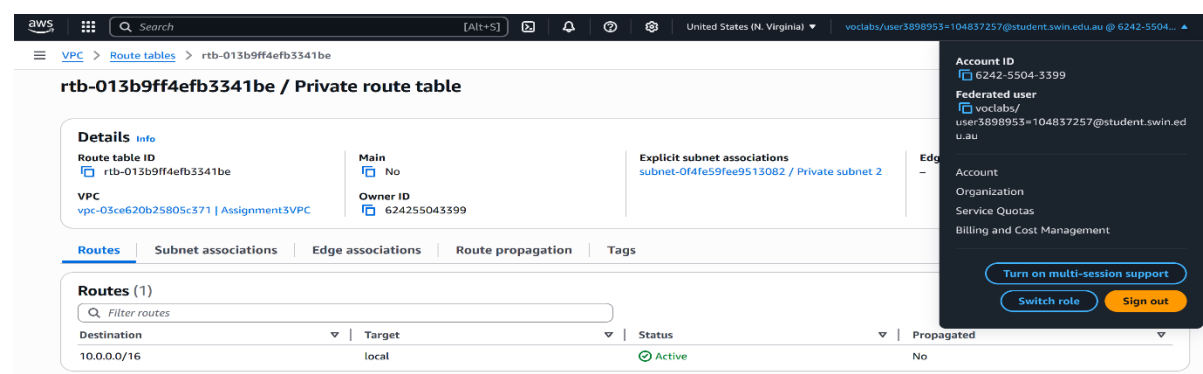 aws
Search [Alt+S] United States (N. Virginia) ▼ voclabs/user3898953=104837257@student.swin.edu.au @ 6242-5504... ▲
VPC > Route tables > rtb-013b9ff4efb3341be
rtb-013b9ff4efb3341be / Private route table
Account ID
6242-5504-3399
Federated user
voclabs/
user3898953=104837257@student.swin.ed
u.au
Account
Organization
Service Quotas
Billing and Cost Management
Turn on multi-session support
Switch role Sign out
Details Info
Route table ID
rtb-013b9ff4efb3341be
Main
No
Explicit subnet associations
subnet-0f4fe59fee9513082 / Private subnet 2
Edg
–
VPC
vpc-03ce620b25805c371 | Assignment3VPC
Owner ID
624255043399
Routes Subnet associations Edge associations Route propagation Tags
Routes (1)
Filter routes
Destination Target Status Propagated
10.0.0.0/16 local Active No